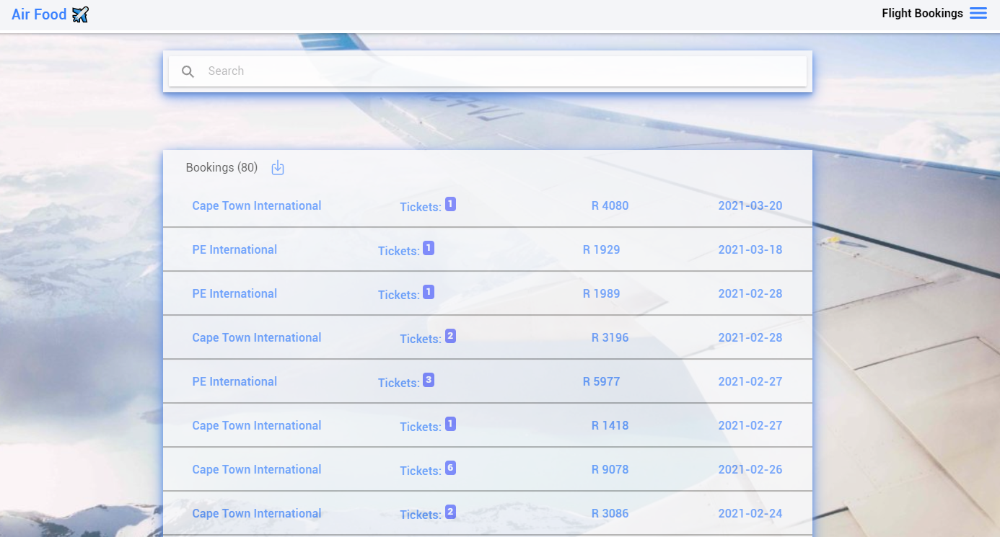 Air Food
Flight Bookings
Search
Bookings (80)
Cape Town International Tickets: 1 R 4080 2021-03-20
PE International Tickets: 1 R 1929 2021-03-18
PE International Tickets: 1 R 1989 2021-02-28
Cape Town International Tickets: 2 R 3196 2021-02-28
PE International Tickets: 3 R 5977 2021-02-27
Cape Town International Tickets: 1 R 1418 2021-02-27
Cape Town International Tickets: 6 R 9078 2021-02-26
Cape Town International Tickets: 2 R 3086 2021-02-24